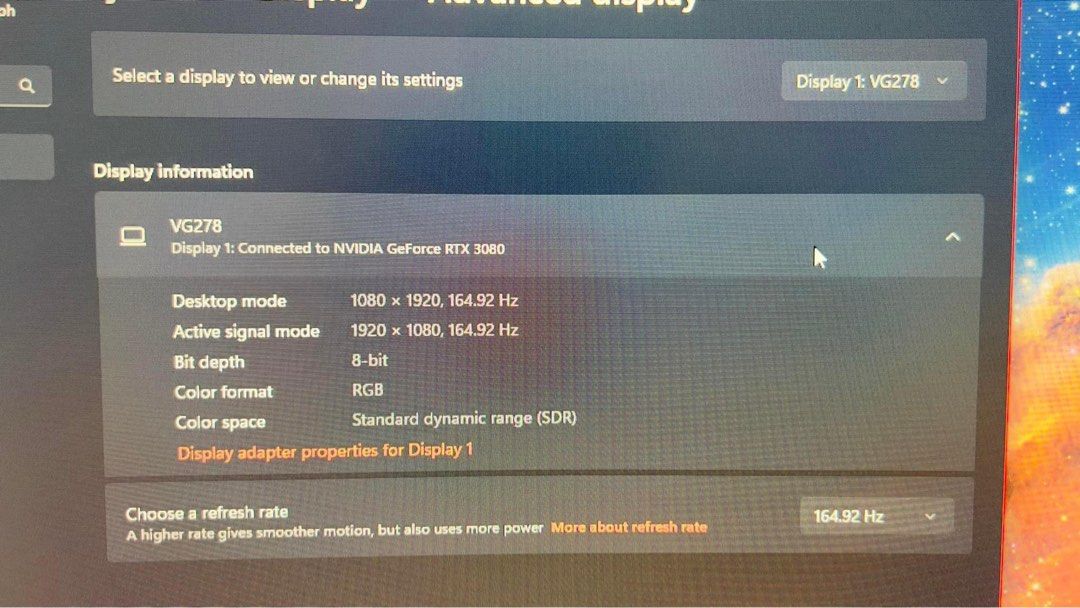 Advanced display
Select a display to view or change its settings
Display 1: VG278
Display information
VG278
Display 1: Connected to NVIDIA GeForce RTX 3080
Desktop mode 1080 × 1920, 164.92 Hz
Active signal mode 1920 × 1080, 164.92 Hz
Bit depth 8-bit
Color format RGB
Color space Standard dynamic range (SDR)
Display adapter properties for Display 1
Choose a refresh rate
A higher rate gives smoother motion, but also uses more power More about refresh rate
164.92 Hz